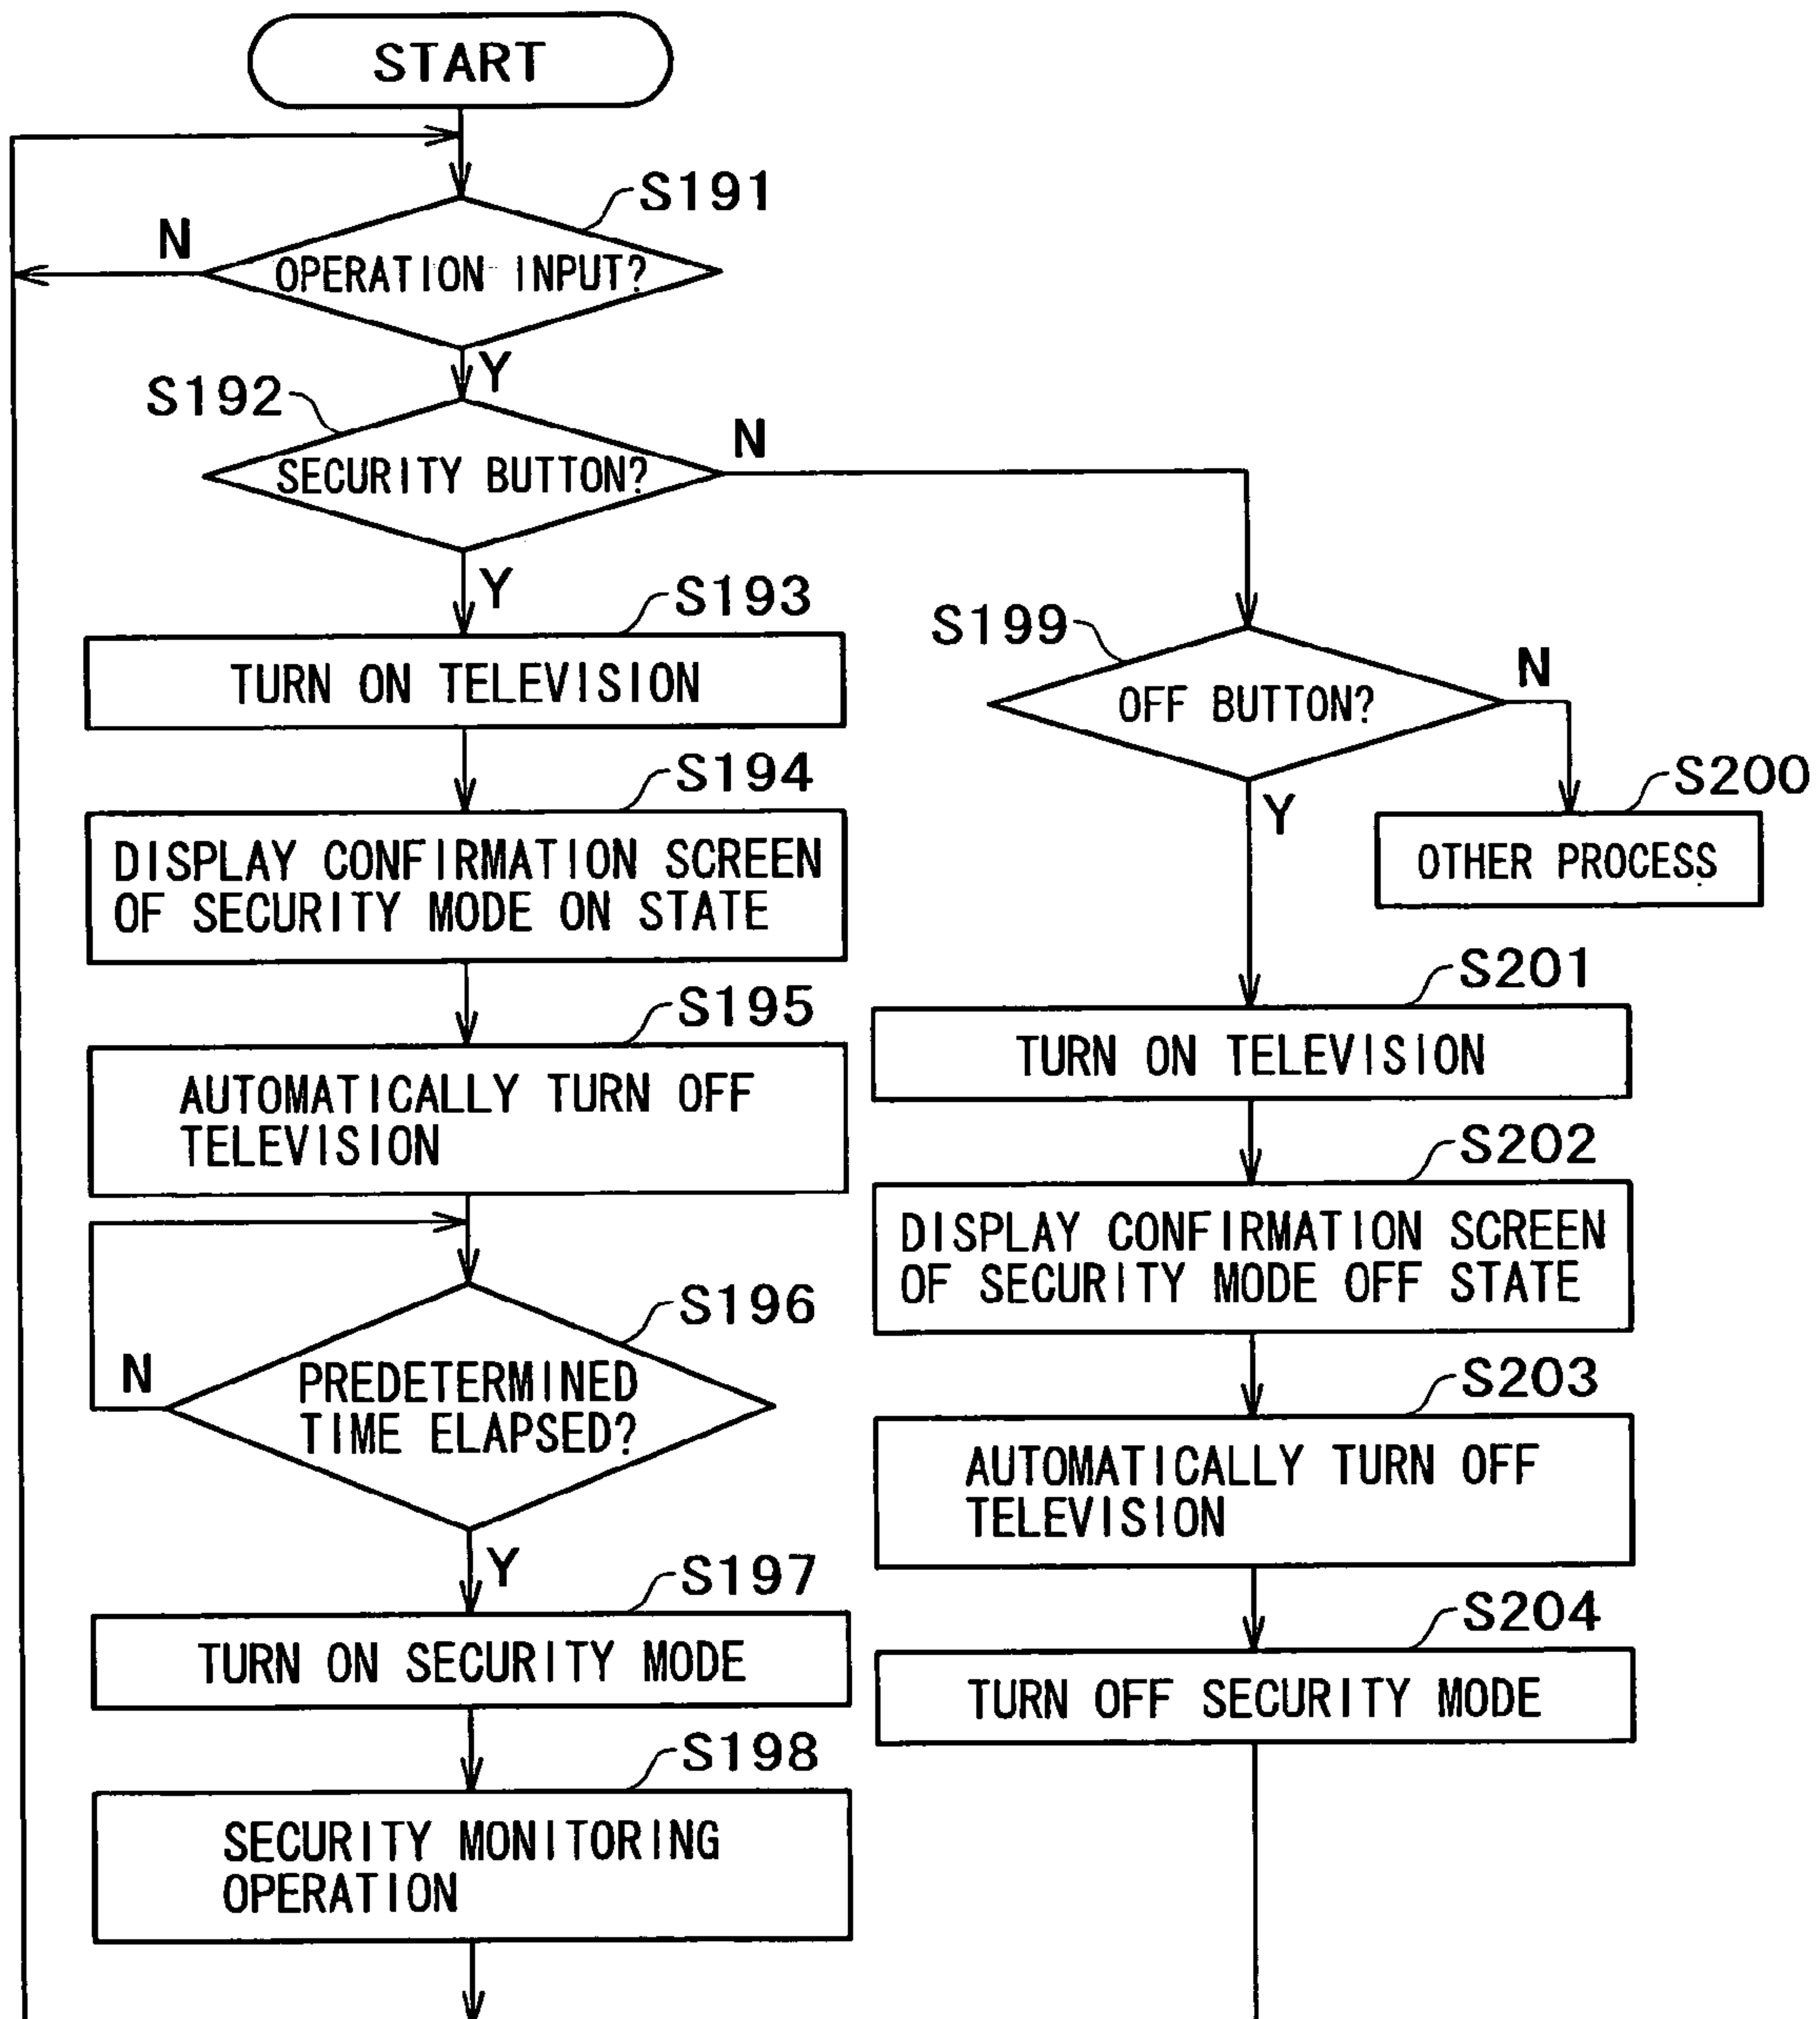 START
S191
N
OPERATION INPUT?
Y
S192
N
SECURITY BUTTON?
Y
S193
TURN ON TELEVISION
S199
N
OFF BUTTON?
Y
S194
DISPLAY CONFIRMATION SCREEN
OF SECURITY MODE ON STATE
S200
OTHER PROCESS
S195
AUTOMATICALLY TURN OFF
TELEVISION
S201
TURN ON TELEVISION
S202
DISPLAY CONFIRMATION SCREEN
OF SECURITY MODE OFF STATE
S196
N
PREDETERMINED
TIME ELAPSED?
Y
S203
AUTOMATICALLY TURN OFF
TELEVISION
S197
TURN ON SECURITY MODE
S204
TURN OFF SECURITY MODE
S198
SECURITY MONITORING
OPERATION